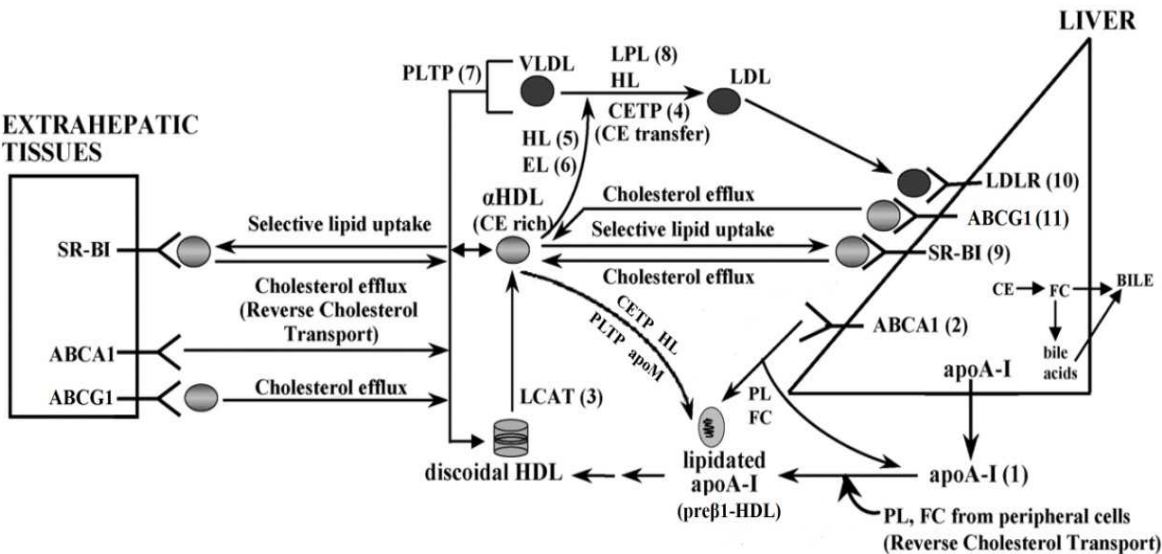 LIVER
EXTRAHEPATIC
TISSUES
PLTP (7)
VLDL
LPL (8)
HL
LDL
CETP (4)
(CE transfer)
HL (5)
EL (6)
LDLR (10)
αHDL
(CE rich)
Cholesterol efflux
ABCG1 (11)
SR-BI
Selective lipid uptake
Selective lipid uptake
SR-BI (9)
Cholesterol efflux
(Reverse Cholesterol
Transport)
Cholesterol efflux
CE
FC
BILE
bile
acids
ABCA1 (2)
CETP HL
PLTP apoM
ABCA1
ABCG1
Cholesterol efflux
LCAT (3)
PL
FC
apoA-I
discoidal HDL
lipidated
apoA-I
(preβ1-HDL)
apoA-I (1)
PL, FC from peripheral cells
(Reverse Cholesterol Transport)